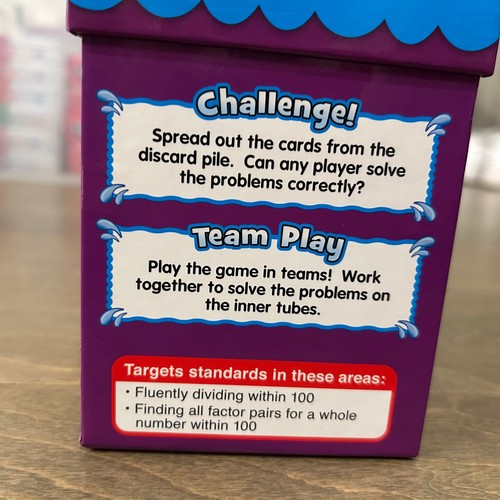 Challenge!
Spread out the cards from the
discard pile. Can any player solve
the problems correctly?
Team Play
Play the game in teams! Work
together to solve the problems on
the inner tubes.
Targets standards in these areas:
• Fluently dividing within 100
• Finding all factor pairs for a whole
number within 100